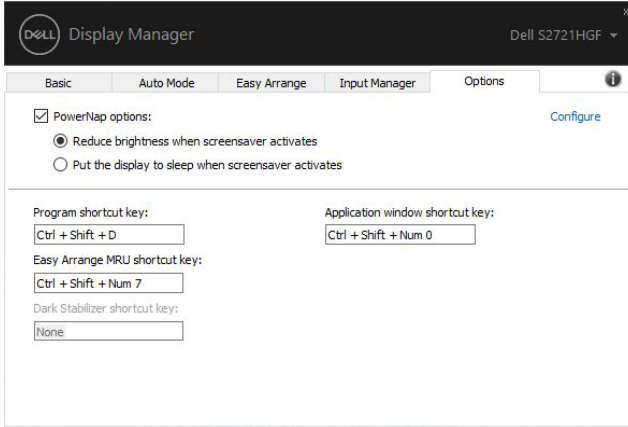 DELL Display Manager
Dell S2721HGF
x
Basic Auto Mode Easy Arrange Input Manager Options
PowerNap options:
Configure
Reduce brightness when screensaver activates
Put the display to sleep when screensaver activates
Program shortcut key:
Application window shortcut key:
Ctrl + Shift + D
Ctrl + Shift + Num 0
Easy Arrange MRU shortcut key:
Ctrl + Shift + Num 7
Dark Stabilizer shortcut key:
None